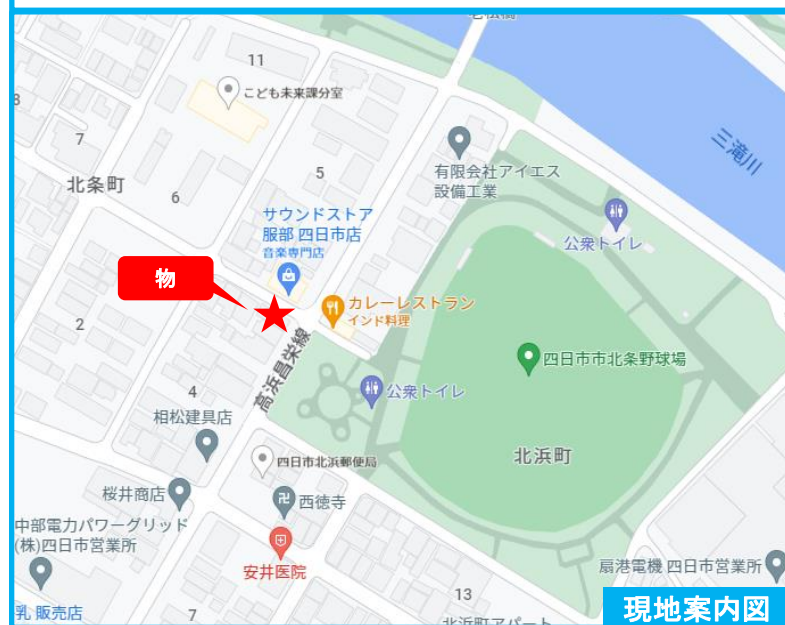 11
こども未来課分室
三滝川
7
5
有限会社アイエス
設備工業
北条町
6
サウンドストア
服部 四日市店
音楽専門店
公衆トイレ
物
カレーレストラン
インド料理
2
高浜昌栄線
四日市市北条野球場
4
公衆トイレ
相松建具店
北浜町
四日市北浜郵便局
桜井商店
西徳寺
中部電力パワーグリッド
(株)四日市営業所
安井医院
扇港電機 四日市営業所
13
乳 販売店
7
北浜町アパート
現地案内図